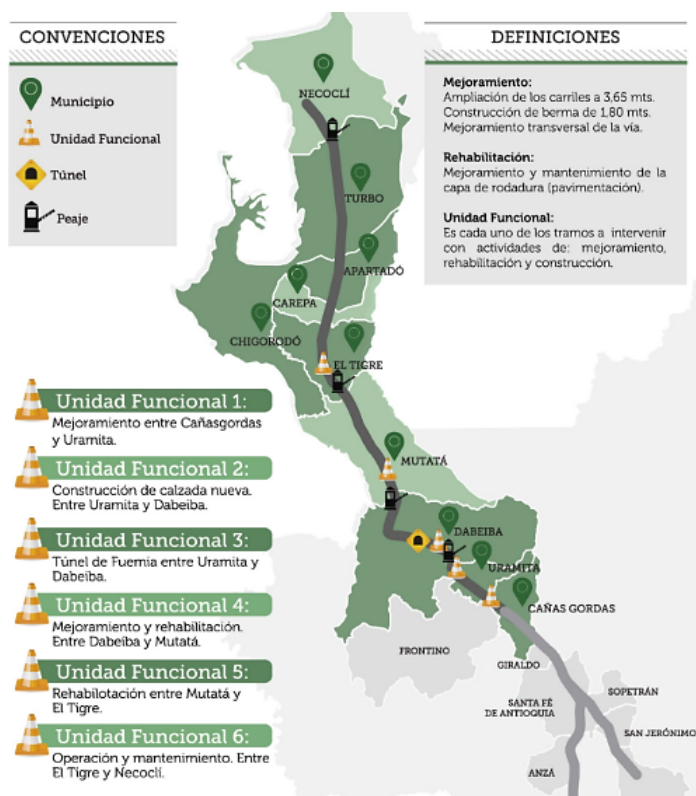 CONVENCIONES
Municipio
Unidad Funcional
Túnel
Peaje
DEFINICIONES
Mejoramiento:
Ampliación de los carriles a 3,65 mts.
Construcción de berma de 1,80 mts.
Mejoramiento transversal de la vía.
Rehabilitación:
Mejoramiento y mantenimiento de la
capa de rodadura (pavimentación).
Unidad Funcional:
Es cada uno de los tramos a intervenir
con actividades de: mejoramiento,
rehabilitación y construcción.
NECOCLÍ
TURBO
APARTADÓ
CAREPA
CHIGORODÓ
EL TIGRE
MUTATÁ
DABEIBA
URAMITA
CAÑAS GORDAS
FRONTINO
GIRALDO
SANTA FÉ
DE ANTIOQUIA
SOPETRÁN
SAN JERÓNIMO
ANZÁ
Unidad Funcional 1:
Mejoramiento entre Cañasgordas
y Uramita.
Unidad Funcional 2:
Construcción de calzada nueva.
Entre Uramita y Dabeiba.
Unidad Funcional 3:
Túnel de Fuemia entre Uramita y
Dabeiba.
Unidad Funcional 4:
Mejoramiento y rehabilitación.
Entre Dabeiba y Mutatá.
Unidad Funcional 5:
Rehabilotación entre Mutatá y
El Tigre.
Unidad Funcional 6:
Operación y mantenimiento. Entre
El Tigre y Necoclí.